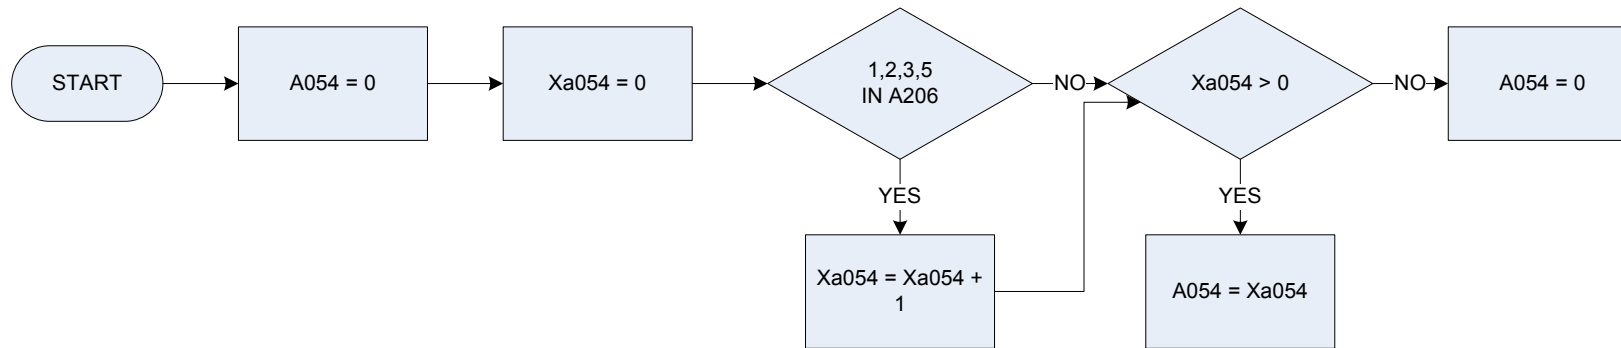 START
A054 = 0
Xa054 = 0
1,2,3,5
IN A206
NO
Xa054 > 0
NO
A054 = 0
YES
YES
Xa054 = Xa054 +
1
A054 = Xa054